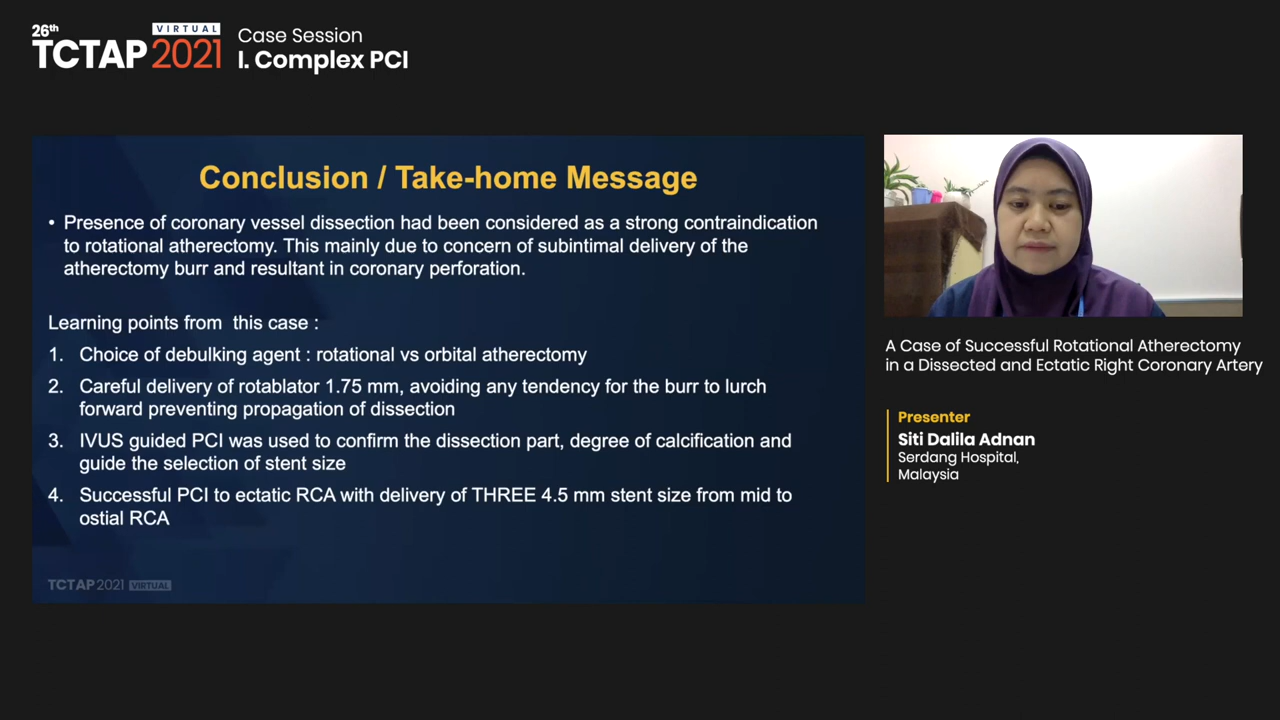 26th
VIRTUAL
TCTAP 2021
Case Session
I. Complex PCI
Conclusion / Take-home Message
• Presence of coronary vessel dissection had been considered as a strong contraindication
to rotational atherectomy. This mainly due to concern of subintimal delivery of the
atherectomy burr and resultant in coronary perforation.
Learning points from this case :
1. Choice of debulking agent : rotational vs orbital atherectomy
2. Careful delivery of rotablator 1.75 mm, avoiding any tendency for the burr to lurch
forward preventing propagation of dissection
3. IVUS guided PCI was used to confirm the dissection part, degree of calcification and
guide the selection of stent size
4. Successful PCI to ectatic RCA with delivery of THREE 4.5 mm stent size from mid to
ostial RCA
TCTAP 2021 VIRTUAL
A Case of Successful Rotational Atherectomy
in a Dissected and Ectatic Right Coronary Artery
Presenter
Siti Dalila Adnan
Serdang Hospital,
Malaysia